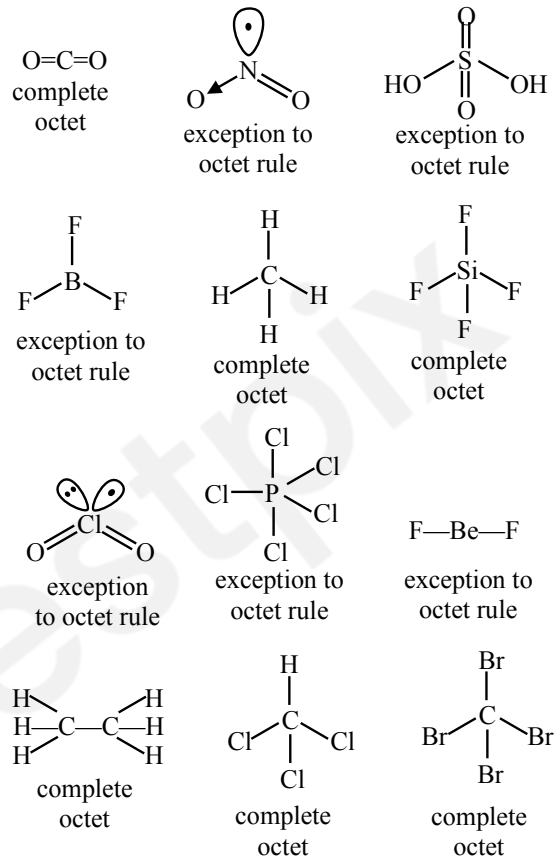 O=C=O
complete
octet
N
O
O
exception to
octet rule
O
HO
S
OH
O
exception to
octet rule
F
B
F
F
exception to
octet rule
H
C
H
H
H
complete
octet
F
Si
F
F
F
complete
octet
Cl
O
O
exception
to octet rule
Cl
Cl
Cl
P
Cl
Cl
exception to
octet rule
F—Be—F
exception to
octet rule
H
H
H—C—C—H
H
H
complete
octet
H
C
Cl
Cl
Cl
complete
octet
Br
C
Br
Br
Br
complete
octet
estpix